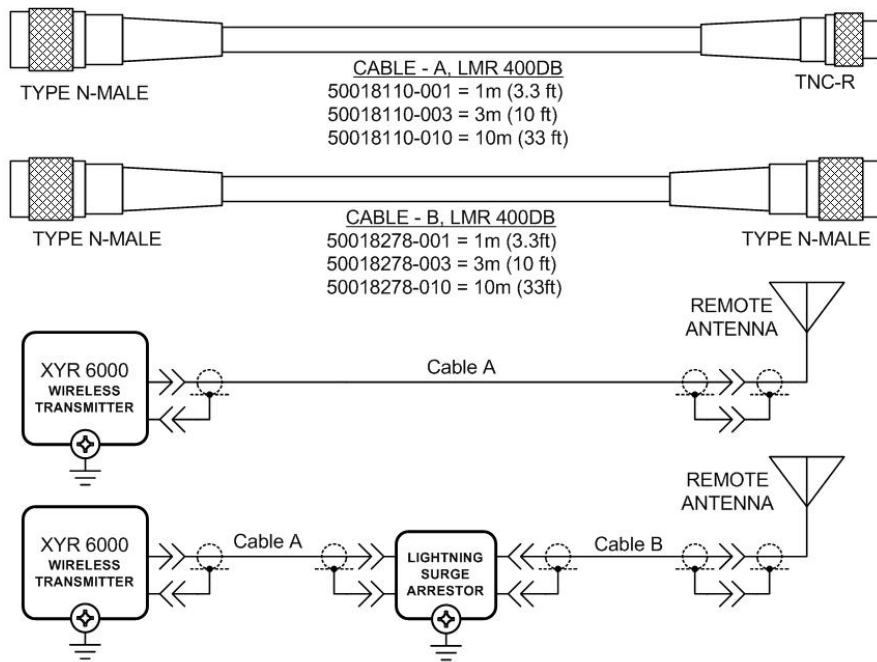 TYPE N-MALE
CABLE - A, LMR 400DB
50018110-001 = 1m (3.3 ft)
50018110-003 = 3m (10 ft)
50018110-010 = 10m (33 ft)
TNC-R
TYPE N-MALE
CABLE - B, LMR 400DB
50018278-001 = 1m (3.3ft)
50018278-003 = 3m (10 ft)
50018278-010 = 10m (33ft)
TYPE N-MALE
XYR 6000
WIRELESS
TRANSMITTER
Cable A
REMOTE
ANTENNA
XYR 6000
WIRELESS
TRANSMITTER
Cable A
LIGHTNING
SURGE
ARRESTOR
Cable B
REMOTE
ANTENNA